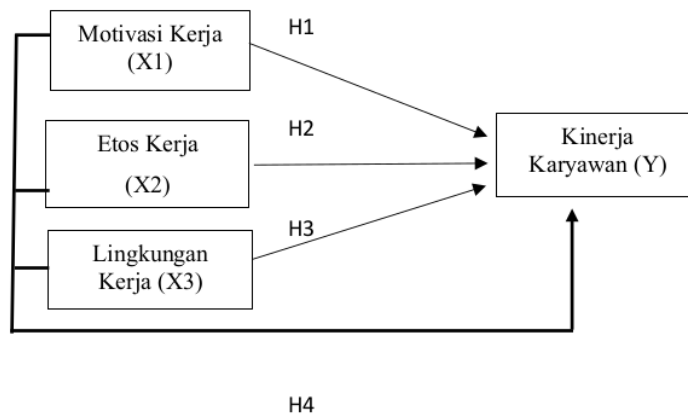 Motivasi Kerja
(X1)
H1
Etos Kerja
(X2)
H2
Lingkungan
Kerja (X3)
H3
Kinerja
Karyawan (Y)
H4